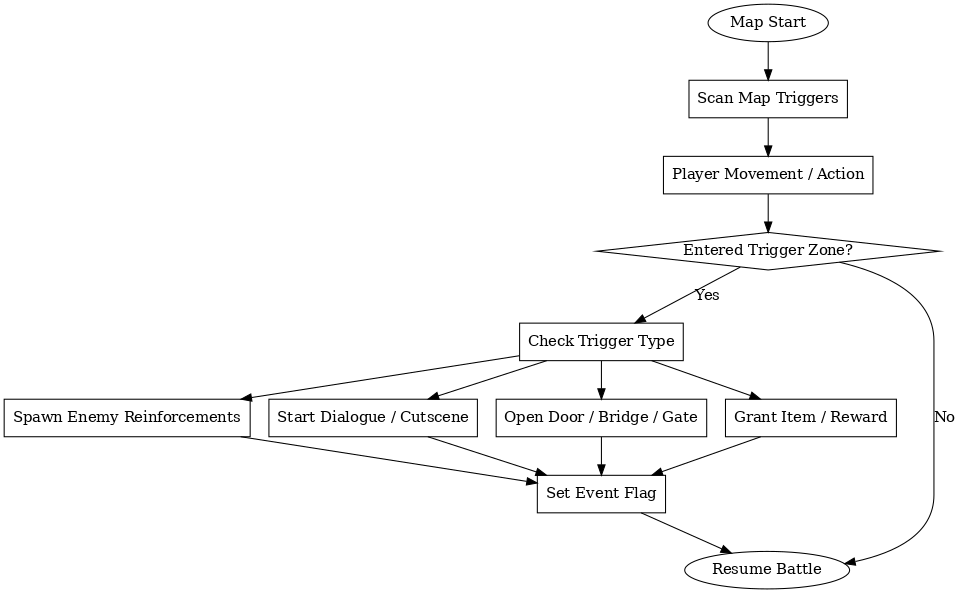 Map Start
Scan Map Triggers
Player Movement / Action
Entered Trigger Zone?
Yes
Check Trigger Type
Spawn Enemy Reinforcements
Start Dialogue / Cutscene
Open Door / Bridge / Gate
Grant Item / Reward
No
Set Event Flag
Resume Battle